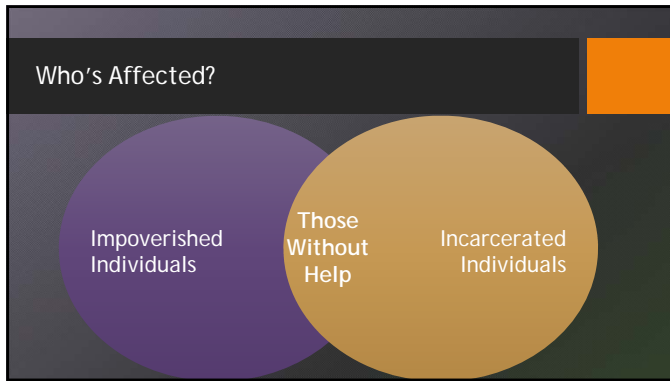 Who's Affected?
Impoverished
Individuals
Those
Without
Help
Incarcerated
Individuals